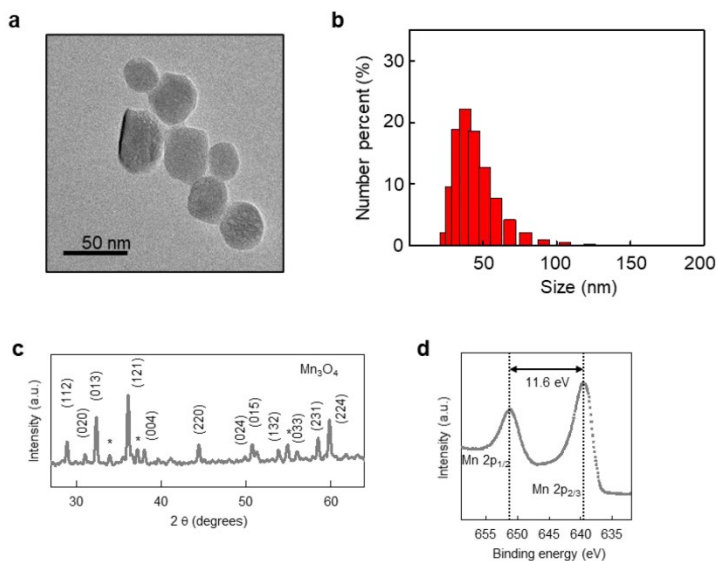 a
50 nm
b
Number percent (%)
30
20
10
0
50
100
150
200
Size (nm)
c
Mn₃O₄
Intensity (a.u.)
(112)
(020)
(013)
*
(121)
*
(004)
(220)
(024)
(015)
(132)
*
(033)
(231)
(224)
30
40
50
60
2 θ (degrees)
d
11.6 eV
Intensity (a.u.)
Mn 2p₁/₂
Mn 2p₂/₃
655
650
645
640
635
Binding energy (eV)